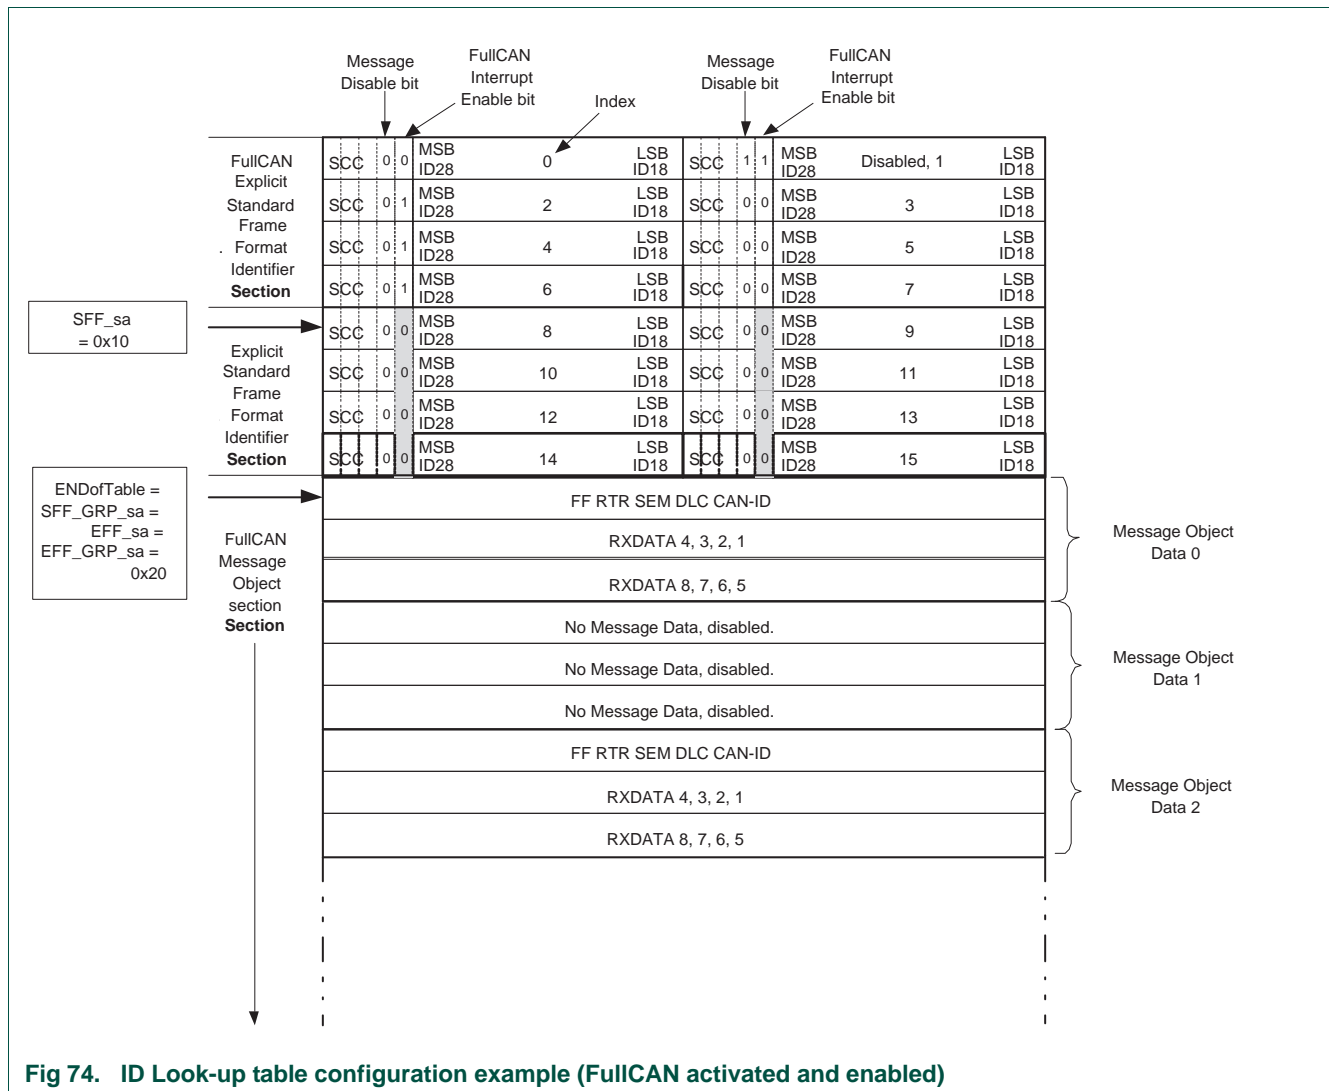 Message
Disable bit
FullCAN
Interrupt
Enable bit
Index
Message
Disable bit
FullCAN
Interrupt
Enable bit
FullCAN
Explicit
Standard
Frame
. Format
Identifier
Section
SCC 0 0 MSB ID28 0 LSB ID18 SCC 1 1 MSB ID28 Disabled, 1 LSB ID18
SCC 0 1 MSB ID28 2 LSB ID18 SCC 0 0 MSB ID28 3 LSB ID18
SCC 0 1 MSB ID28 4 LSB ID18 SCC 0 0 MSB ID28 5 LSB ID18
SCC 0 1 MSB ID28 6 LSB ID18 SCC 0 0 MSB ID28 7 LSB ID18
SFF_sa
= 0x10
Explicit
Standard
Frame
Format
Identifier
Section
SCC 0 0 MSB ID28 8 LSB ID18 SCC 0 0 MSB ID28 9 LSB ID18
SCC 0 0 MSB ID28 10 LSB ID18 SCC 0 0 MSB ID28 11 LSB ID18
SCC 0 0 MSB ID28 12 LSB ID18 SCC 0 0 MSB ID28 13 LSB ID18
SCC 0 0 MSB ID28 14 LSB ID18 SCC 0 0 MSB ID28 15 LSB ID18
ENDofTable =
SFF_GRP_sa =
EFF_sa =
EFF_GRP_sa =
0x20
FullCAN
Message
Object
section
Section
FF RTR SEM DLC CAN-ID
RXDATA 4, 3, 2, 1
RXDATA 8, 7, 6, 5
Message Object
Data 0
No Message Data, disabled.
No Message Data, disabled.
No Message Data, disabled.
Message Object
Data 1
FF RTR SEM DLC CAN-ID
RXDATA 4, 3, 2, 1
RXDATA 8, 7, 6, 5
Message Object
Data 2
Fig 74. ID Look-up table configuration example (FullCAN activated and enabled)